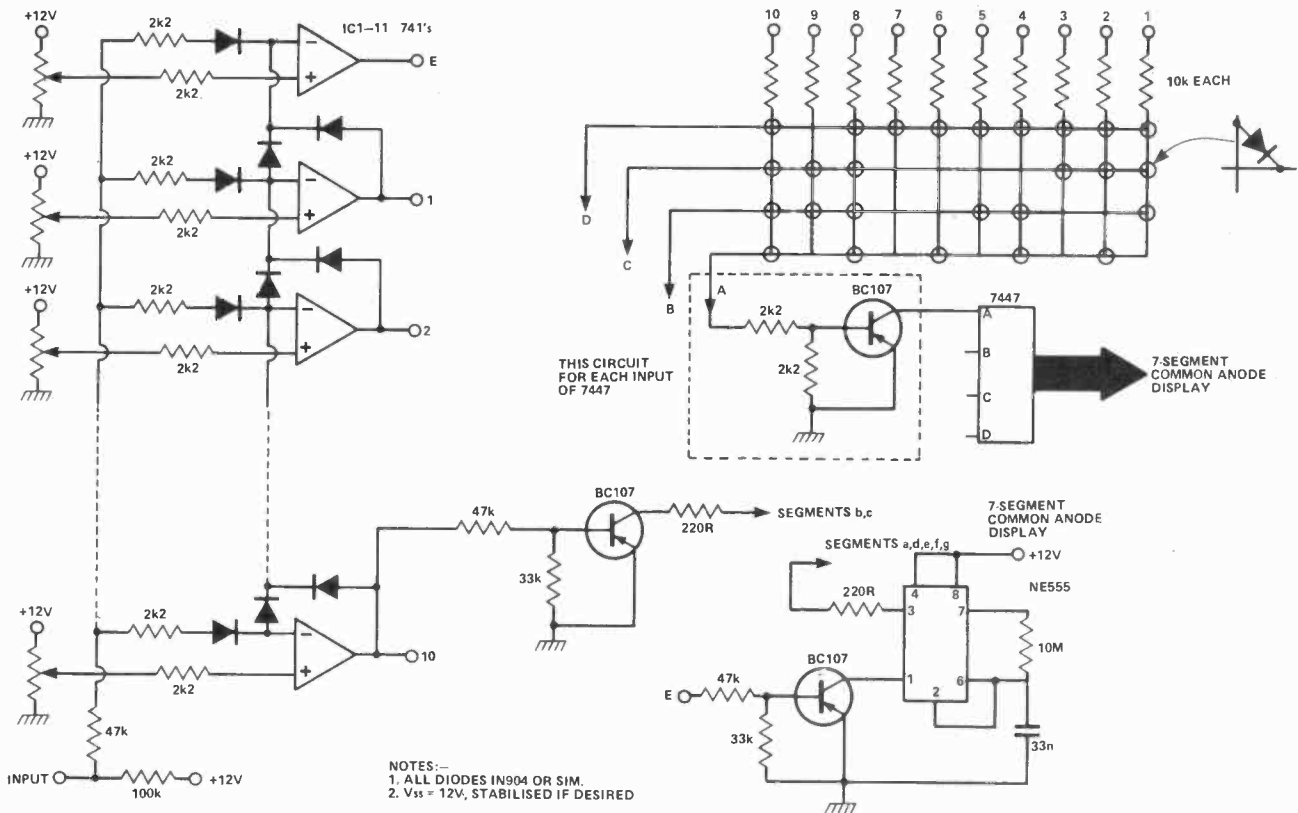 +12V
2k2
IC1–11 741's
−
+
E
2k2
+12V
2k2
−
+
1
2k2
+12V
2k2
−
+
2
2k2
+12V
2k2
−
+
10
2k2
47k
INPUT
100k
+12V
47k
BC107
220R
SEGMENTS b,c
33k
NOTES:–
1. ALL DIODES IN904 OR SIM.
2. Vss = 12V, STABILISED IF DESIRED
10 9 8 7 6 5 4 3 2 1
10k EACH
D
C
B
A
THIS CIRCUIT
FOR EACH INPUT
OF 7447
2k2
2k2
BC107
7447
A
B
C
D
7-SEGMENT
COMMON ANODE
DISPLAY
7-SEGMENT
COMMON ANODE
DISPLAY
SEGMENTS a,d,e,f,g
+12V
NE555
220R
4 8
3 7
10M
1 6
2
33n
E
47k
BC107
33k